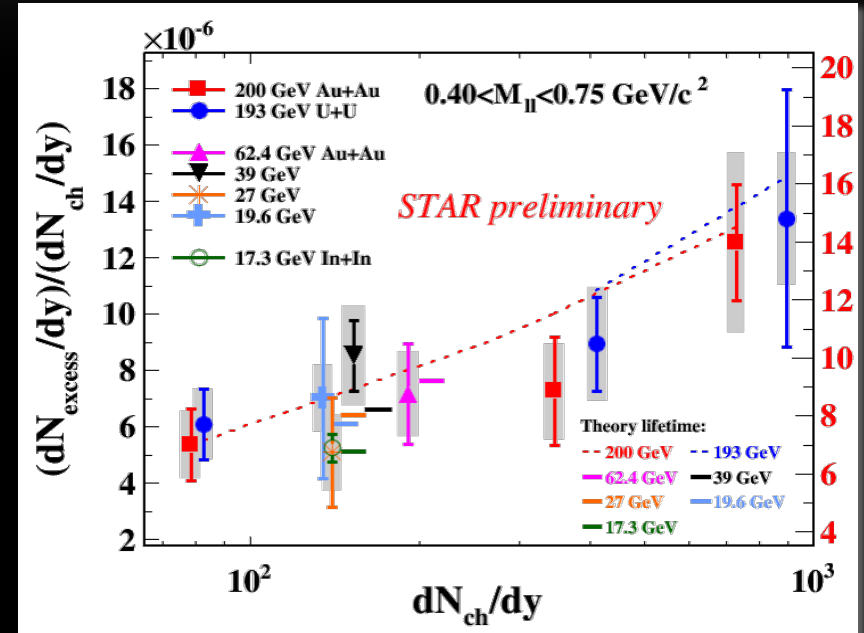 ×10⁻⁶
(dN_excess/dy)/(dN_ch/dy)
18
16
14
12
10
8
6
4
2
200 GeV Au+Au
193 GeV U+U
62.4 GeV Au+Au
39 GeV
27 GeV
19.6 GeV
17.3 GeV In+In
0.40<M_ll<0.75 GeV/c²
STAR preliminary
Theory lifetime:
200 GeV 193 GeV
62.4 GeV 39 GeV
27 GeV 19.6 GeV
17.3 GeV
20
18
16
14
12
10
8
6
4
10² 10³
dN_ch/dy